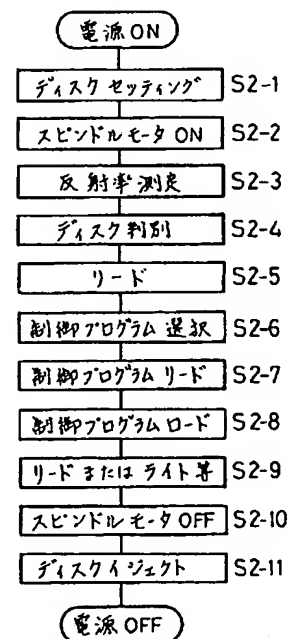 電源 ON
ディスク セッティング S2-1
スピンドルモータ ON S2-2
反射率測定 S2-3
ディスク判別 S2-4
リード S2-5
制御プログラム 選択 S2-6
制御プログラム リード S2-7
制御プログラム ロード S2-8
リード または ライト 等 S2-9
スピンドルモータ OFF S2-10
ディスクイジェクト S2-11
電源 OFF